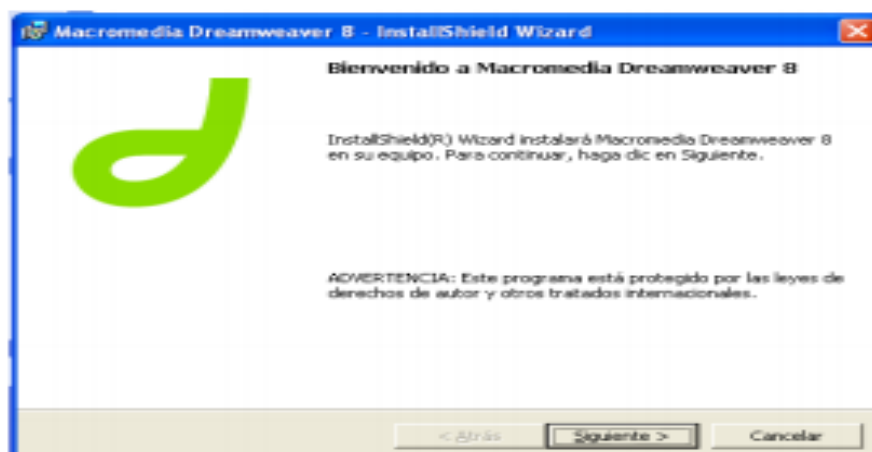 Macromedia Dreamweaver 8 - InstallShield Wizard
Bienvenido a Macromedia Dreamweaver 8
InstallShield(R) Wizard instalará Macromedia Dreamweaver 8
en su equipo. Para continuar, haga clic en Siguiente.
ADVERTENCIA: Este programa está protegido por las leyes de
derechos de autor y otros tratados internacionales.
< Atrás
Siguiente >
Cancelar